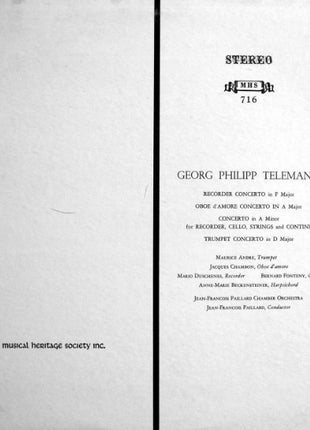 STEREO
MHS
716
GEORG PHILIPP TELEMAN
RECORDER CONCERTO in F Major
OBOE d'AMORE CONCERTO IN A Major
CONCERTO in A Minor
for RECORDER, CELLO, STRINGS and CONTIN
TRUMPET CONCERTO in D Major
MAURICE ANDRE, Trumpet
JACQUES CHAMBON, Oboe d'amore
MARIO DUSCHENES, Recorder BERNARD FONTENY, C
ANNE-MARIE BECKENSTEINER, Harpsichord
JEAN-FRANCOIS PAILLARD CHAMBER ORCHESTRA
JEAN-FRANCOIS PAILLARD, Conductor
musical heritage society inc.